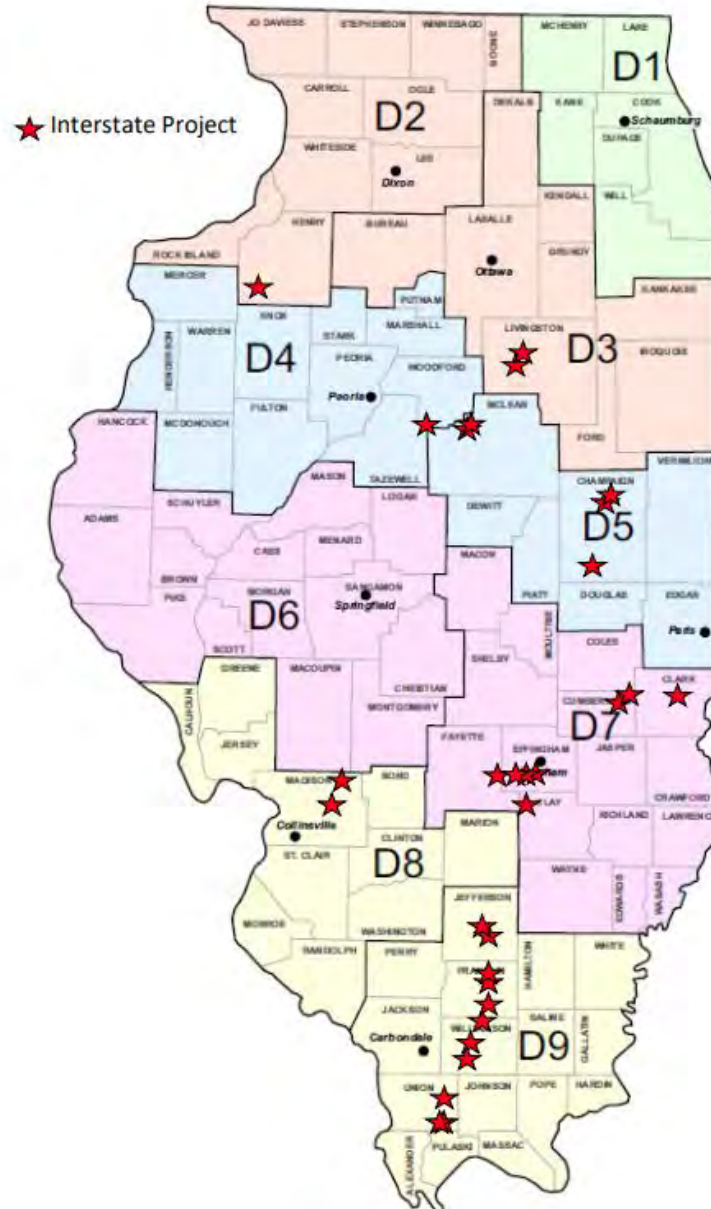 JO DAVIESS STEPHENSON WINNEBAGO
BOONE
MCHENRY LAKE
D1
CARROLL OGLE
D2
DEKALB KANE COOK
Schaumburg
★ Interstate Project
WHITESIDE LEE
Dixon
DUPAGE
KENDALL WILL
HENRY BUREAU LASALLE
GRUNDY
ROCK ISLAND
Ottawa
MERCER KANKAKEE
PUTNAM
KNOX STARK MARSHALL LIVINGSTON
HENDERSON WARREN D4 PEORIA D3 IROQUOIS
WOODFORD
Peoria
FULTON MCLEAN
HANCOCK MCDONOUGH
FORD
TAZEWELL VERMILION
MASON
CHAMPAIGN
SCHUYLER LOGAN
ADAMS DEWITT D5
MENARD
CASS MACON
BROWN SANGAMON PIATT
PIKE MORGAN Springfield DOUGLAS EDGAR
D6 MOULTRIE Paris
SCOTT SHELBY COLES
GREENE MACOUPIN CHRISTIAN CLARK
CALHOUN MONTGOMERY D7
JERSEY FAYETTE EFFINGHAM JASPER
MADISON BOND CRAWFORD
CLAY RICHLAND LAWRENCE
Collinsville MARION
CLINTON
ST. CLAIR D8 WAYNE
EDWARDS WABASH
JEFFERSON
MONROE WASHINGTON
RANDOLPH HAMILTON WHITE
PERRY
JACKSON SALINE GALLATIN
Carbondale D9
UNION JOHNSON POPE HARDIN
ALEXANDER PULASKI MASSAC